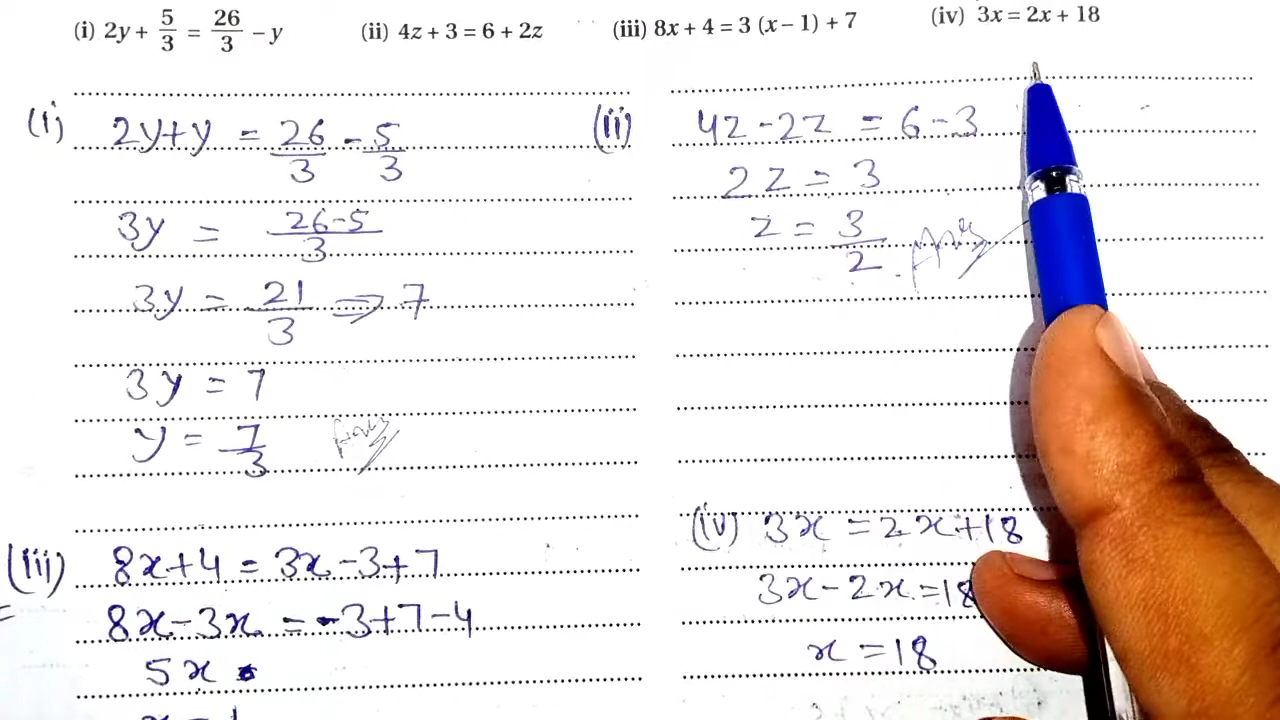 (i) 2y + 5/3 = 26/3 – y (ii) 4z + 3 = 6 + 2z (iii) 8x + 4 = 3 (x – 1) + 7 (iv) 3x = 2x + 18
(i) 2y+y = 26/3 - 5/3
3y = 26-5/3
3y = 21/3 ⇒ 7
3y = 7
y = 7/3 Ans
(ii) 4z - 2z = 6 - 3
2z = 3
z = 3/2 . Ans
(iii) 8x+4 = 3x-3+7
8x-3x = -3+7-4
5x
(iv) 3x = 2x+18
3x - 2x = 18
x = 18